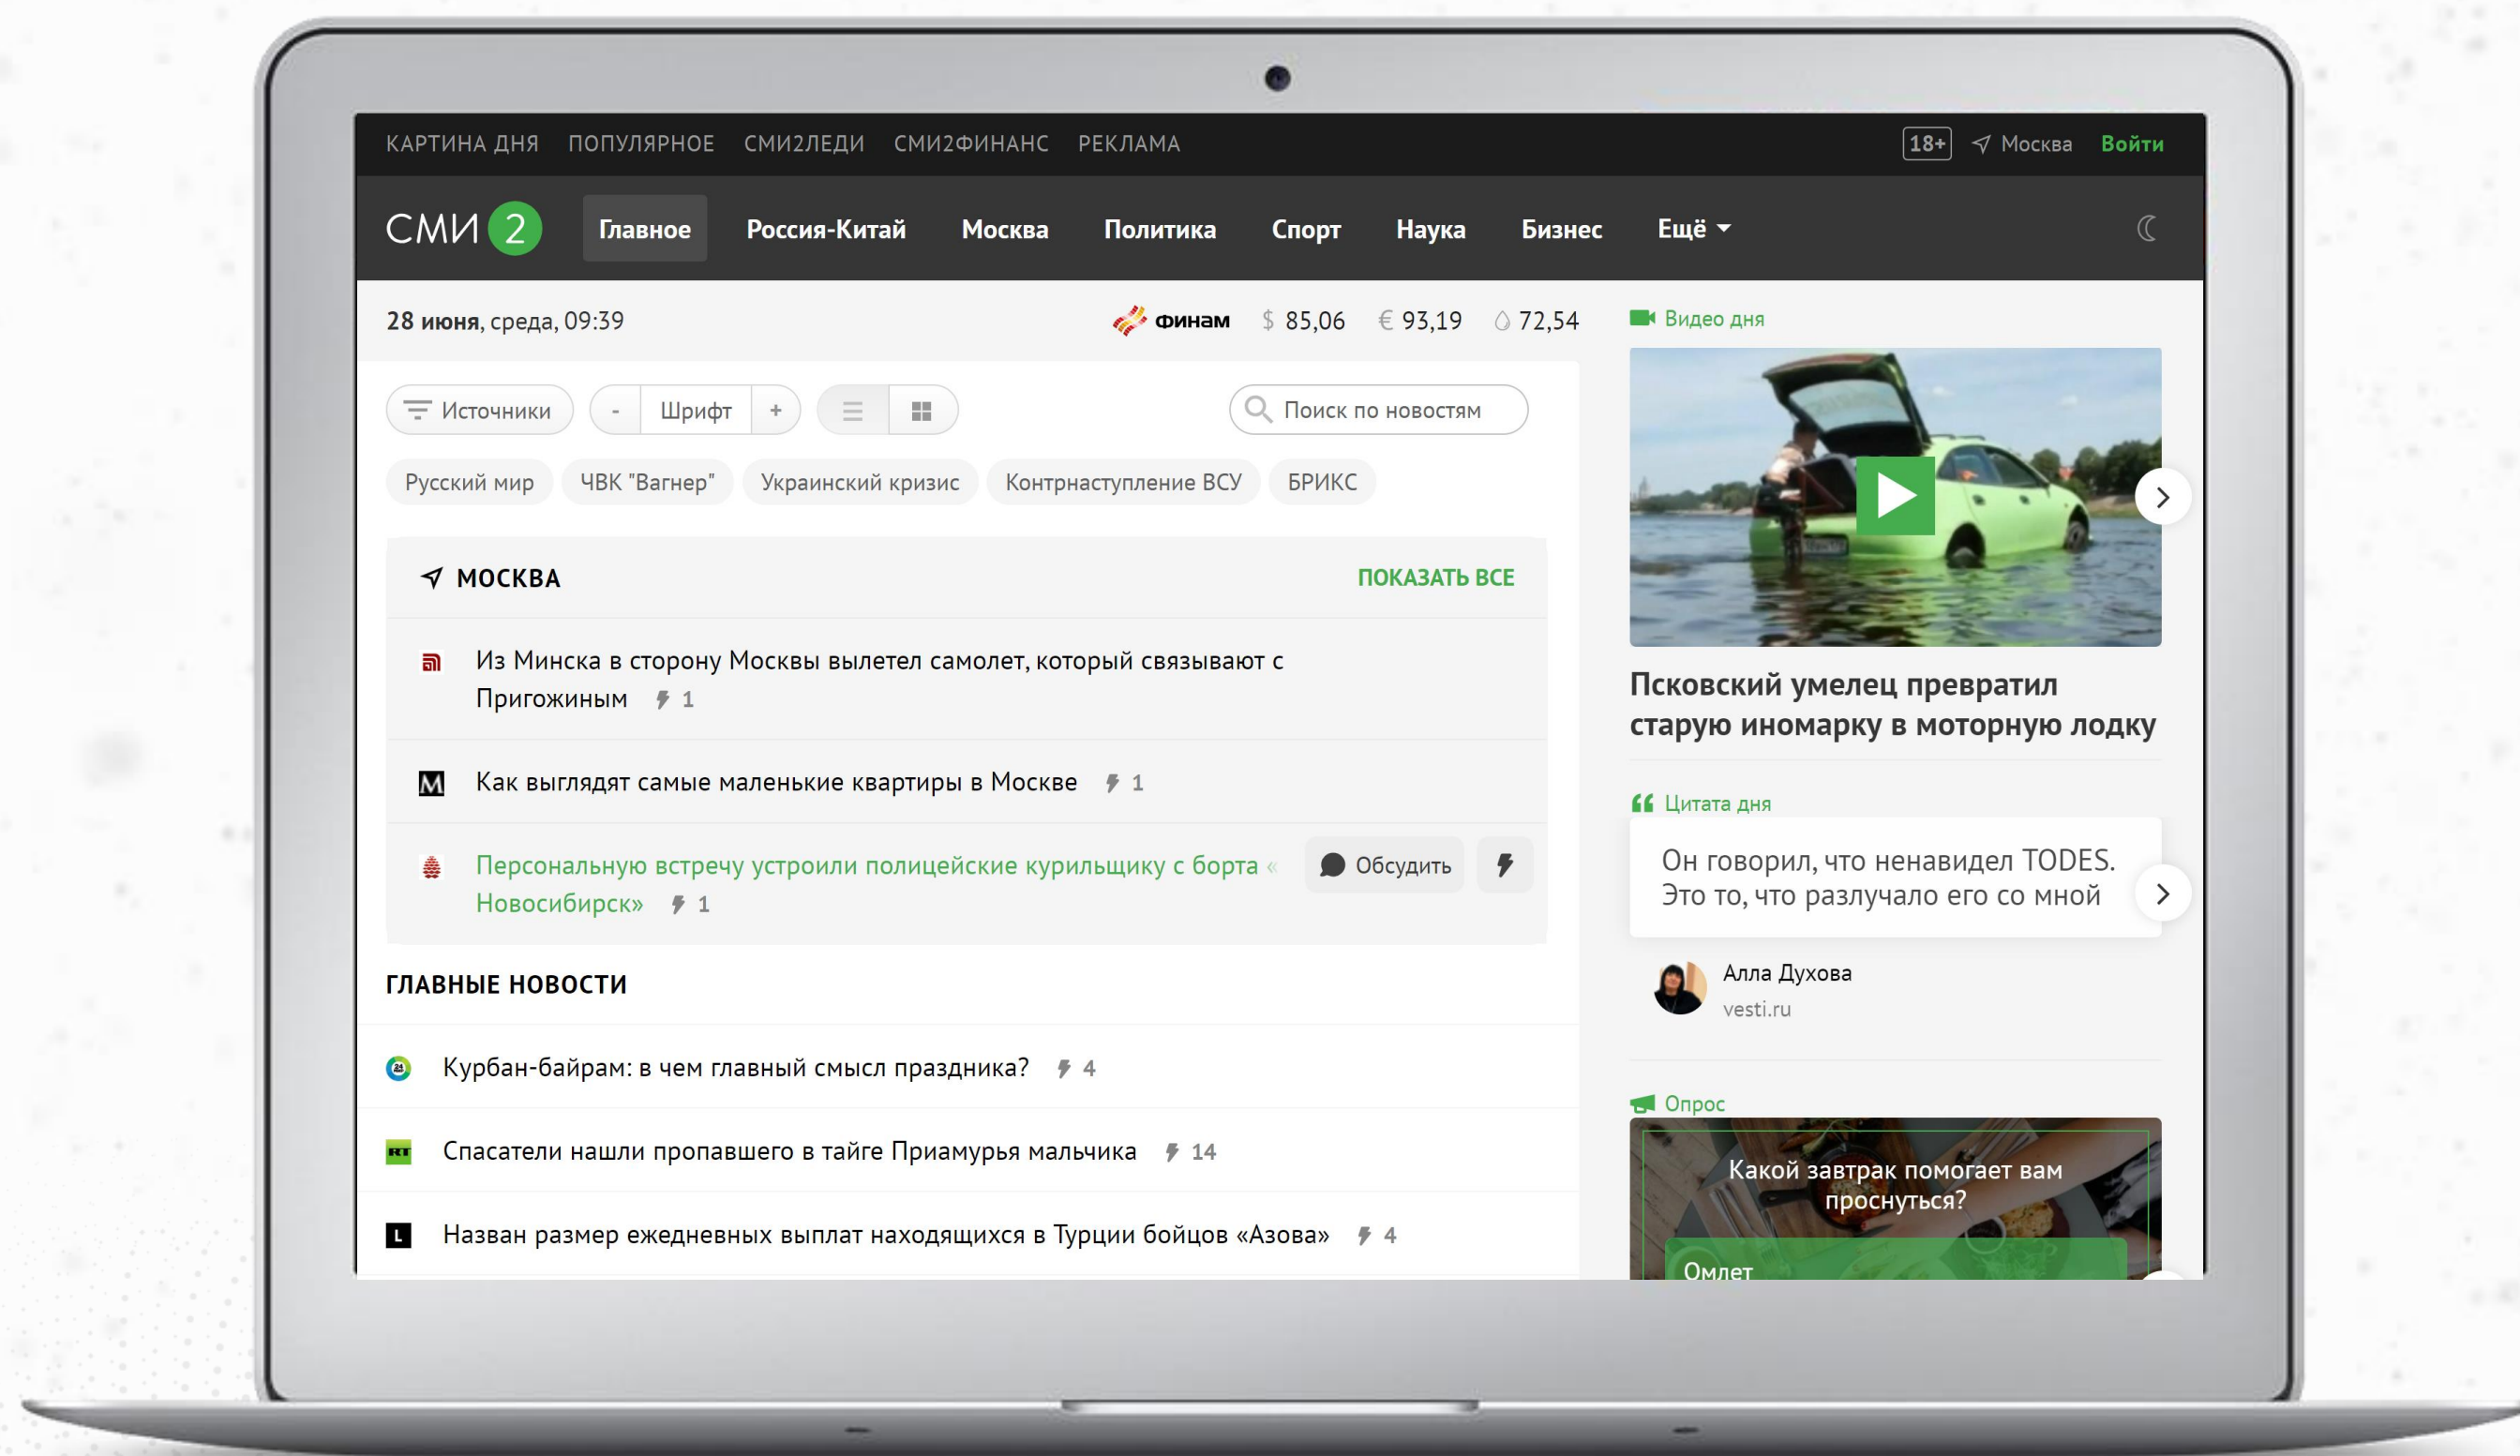 КАРТИНА ДНЯ ПОПУЛЯРНОЕ СМИ2ЛЕДИ СМИ2ФИНАНС РЕКЛАМА 18+ Москва Войти
СМИ 2 Главное Россия-Китай Москва Политика Спорт Наука Бизнес Ещё
28 июня, среда, 09:39 финам $ 85,06 € 93,19 72,54
Источники - Шрифт + Поиск по новостям
Русский мир ЧВК "Вагнер" Украинский кризис Контрнаступление ВСУ БРИКС
МОСКВА ПОКАЗАТЬ ВСЕ
Из Минска в сторону Москвы вылетел самолет, который связывают с
Пригожиным 1
М Как выглядят самые маленькие квартиры в Москве 1
Персональную встречу устроили полицейские курильщику с борта « Обсудить
Новосибирск» 1
ГЛАВНЫЕ НОВОСТИ
24 Курбан-байрам: в чем главный смысл праздника? 4
RT Спасатели нашли пропавшего в тайге Приамурья мальчика 14
L Назван размер ежедневных выплат находящихся в Турции бойцов «Азова» 4
Видео дня
Псковский умелец превратил
старую иномарку в моторную лодку
Цитата дня
Он говорил, что ненавидел TODES.
Это то, что разлучало его со мной
Алла Духова
vesti.ru
Опрос
Какой завтрак помогает вам
проснуться?
Омлет